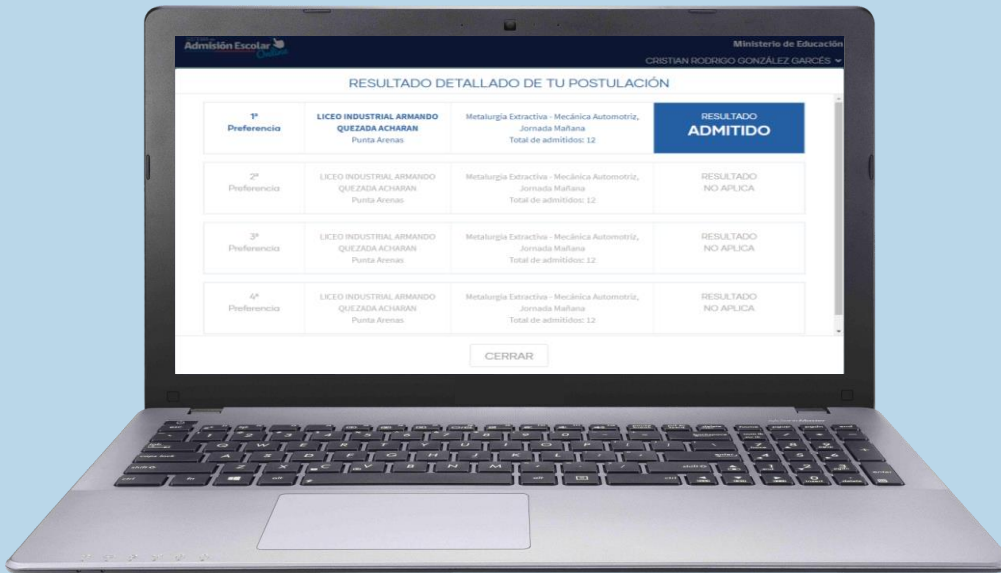 Admisión Escolar
Online
Ministerio de Educación
CRISTIAN RODRIGO GONZÁLEZ GARCÉS
RESULTADO DETALLADO DE TU POSTULACIÓN
1ª
Preferencia
LICEO INDUSTRIAL ARMANDO
QUEZADA ACHARAN
Punta Arenas
Metalurgia Extractiva - Mecánica Automotriz,
Jornada Mañana
Total de admitidos: 12
RESULTADO
ADMITIDO
2ª
Preferencia
LICEO INDUSTRIAL ARMANDO
QUEZADA ACHARAN
Punta Arenas
Metalurgia Extractiva - Mecánica Automotriz,
Jornada Mañana
Total de admitidos: 12
RESULTADO
NO APLICA
3ª
Preferencia
LICEO INDUSTRIAL ARMANDO
QUEZADA ACHARAN
Punta Arenas
Metalurgia Extractiva - Mecánica Automotriz,
Jornada Mañana
Total de admitidos: 12
RESULTADO
NO APLICA
4ª
Preferencia
LICEO INDUSTRIAL ARMANDO
QUEZADA ACHARAN
Punta Arenas
Metalurgia Extractiva - Mecánica Automotriz,
Jornada Mañana
Total de admitidos: 12
RESULTADO
NO APLICA
CERRAR